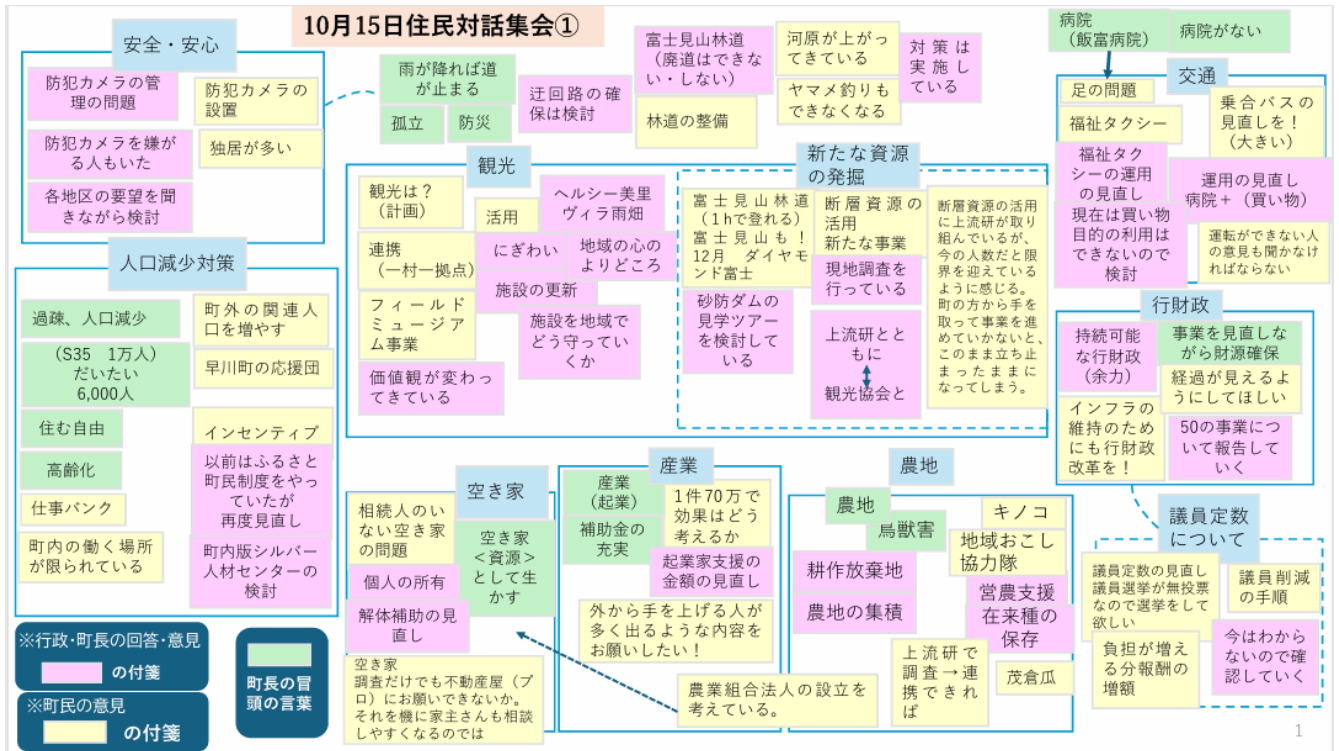 10月15日住民対話集会①
安全・安心
防犯カメラの管
理の問題
防犯カメラの
設置
防犯カメラを嫌が
る人もいた
独居が多い
各地区の要望を聞
きながら検討
雨が降れば道
が止まる
孤立
防災
迂回路の確
保は検討
富士見山林道
（廃道はできな
い・しない）
林道の整備
河原が上がっ
てきている
ヤマメ釣りも
できなくなる
対策は
実施し
ている
病院
（飯富病院）
病院がない
交通
足の問題
福祉タクシー
乗合バスの
見直しを！
（大きい）
福祉タク
シーの運用
の見直し
運用の見直し
病院＋（買い物）
現在は買い物
目的の利用は
できないので
検討
運転ができない人
の意見も聞かなけ
ればならない
人口減少対策
過疎、人口減少
（S35　1万人）
だいたい
6,000人
住む自由
高齢化
仕事バンク
町内の働く場所
が限られている
町外の関連人
口を増やす
早川町の応援団
インセンティブ
以前はふるさと
町民制度をやっ
ていたが
再度見直し
町内版シルバー
人材センターの
検討
観光
観光は？
（計画）
活用
ヘルシー美里
ヴィラ雨畑
連携
（一村一拠点）
にぎわい
地域の心の
よりどころ
施設の更新
フィールド
ミュージア
ム事業
施設を地域で
どう守ってい
くか
価値観が変わっ
てきている
新たな資源
の発掘
富士見山林道
（1hで登れる）
富士見山も！
12月　ダイヤモ
ンド富士
断層資源の
活用
新たな事業
現地調査を
行っている
砂防ダムの
見学ツアー
を検討して
いる
上流研とと
もに
観光協会と
断層資源の活用
に上流研が取り
組んでいるが、
今の人数だと限
界を迎えている
ように感じる。
町の方から手を
取って事業を進
めていかないと、
このまま立ち止
まったままに
なってしまう。
行財政
持続可能
な行財政
（余力）
事業を見直しな
がら財源確保
経過が見えるよ
うにしてほしい
インフラの
維持のために
も行財政
改革を！
50の事業につ
いて報告して
いく
空き家
相続人のい
ない空き家
の問題
空き家
＜資源＞
として生
かす
個人の所有
解体補助の見
直し
空き家
調査だけでも不動産屋（プ
ロ）にお願いできないか。
それを機に家主さんも相談
しやすくなるのでは
産業
産業
（起業）
1件70万で
効果はどう
考えるか
補助金の
充実
起業家支援の
金額の見直し
外から手を上げる人が
多く出るような内容を
お願いしたい！
農地
農地
鳥獣害
キノコ
地域おこし
協力隊
耕作放棄地
農地の集積
営農支援
在来種の
保存
上流研で
調査→連
携できれ
ば
茂倉瓜
農業組合法人の設立を
考えている。
議員定数
について
議員定数の見直し
議員選挙が無投票
なので選挙をして
欲しい
議員削減
の手順
負担が増え
る分報酬の
増額
今はわから
ないので確
認していく
※行政・町長の回答・意見
の付箋
※町民の意見
の付箋
町長の冒
頭の言葉
1